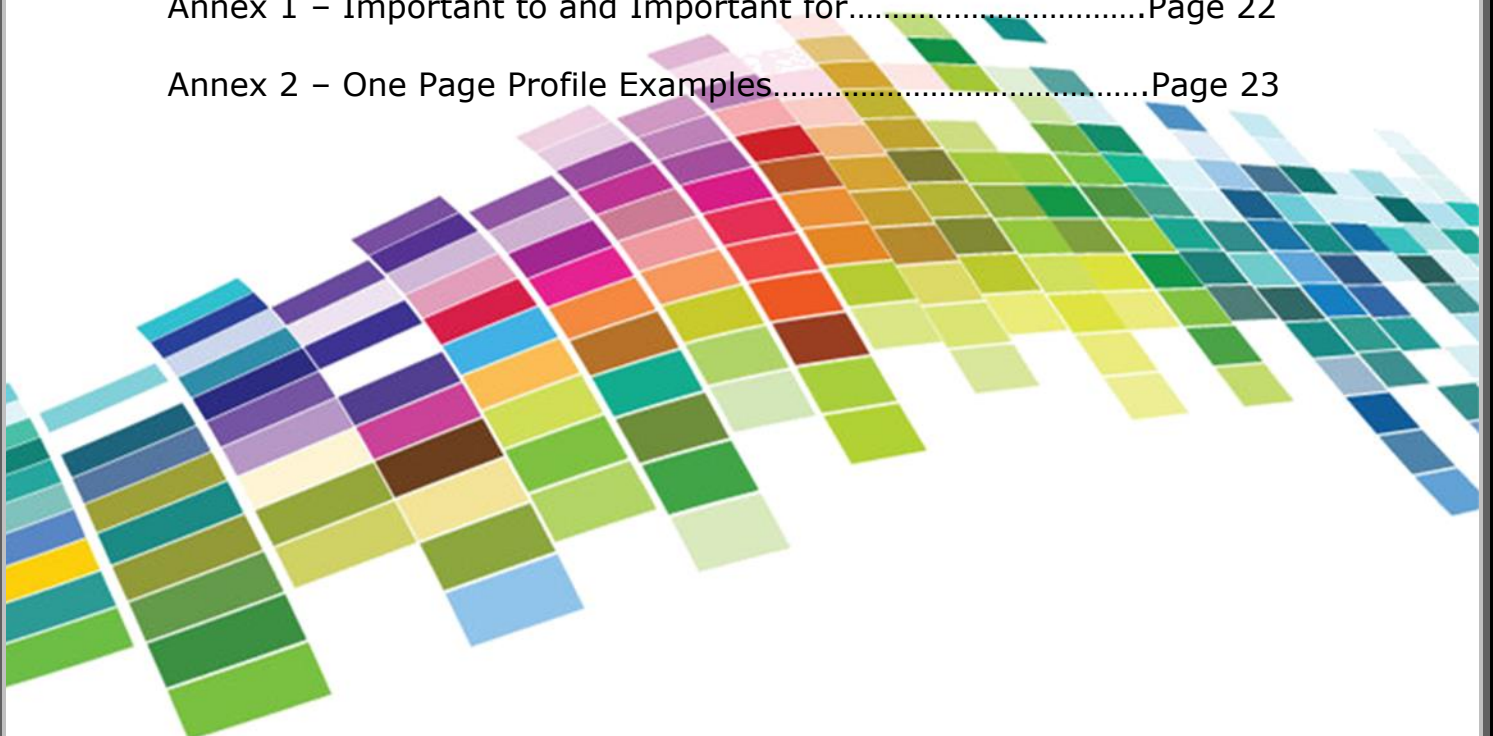 Annex 1 – Important to and Important for…………………………….Page 22
Annex 2 – One Page Profile Examples…………………………………….Page 23